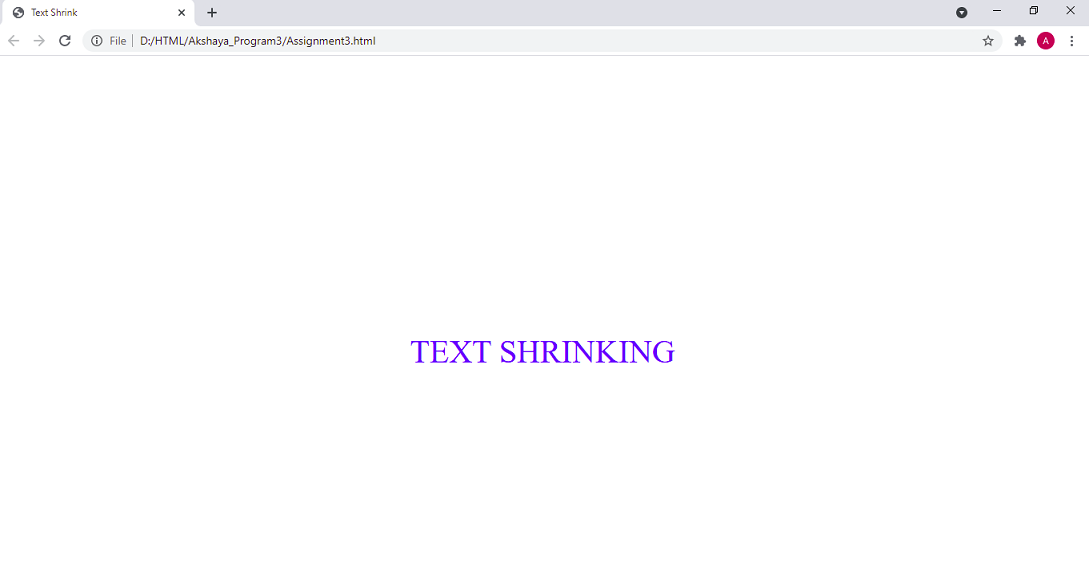 Text Shrink
File D:/HTML/Akshaya_Program3/Assignment3.html
A
TEXT SHRINKING